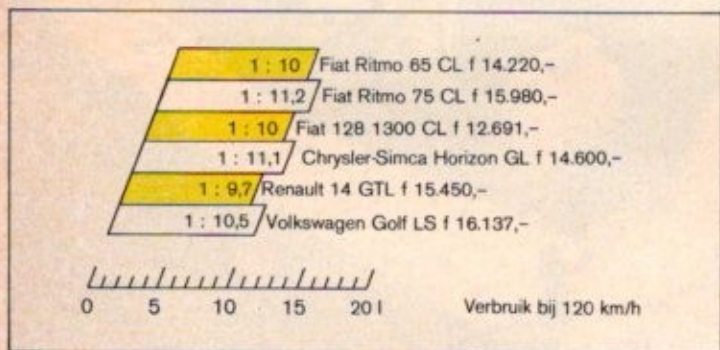 1 : 10 Fiat Ritmo 65 CL f 14.220,–
1 : 11,2 Fiat Ritmo 75 CL f 15.980,–
1 : 10 Fiat 128 1300 CL f 12.691,–
1 : 11,1 Chrysler-Simca Horizon GL f 14.600,–
1 : 9,7 Renault 14 GTL f 15.450,–
1 : 10,5 Volkswagen Golf LS f 16.137,–
0 5 10 15 20 l Verbruik bij 120 km/h